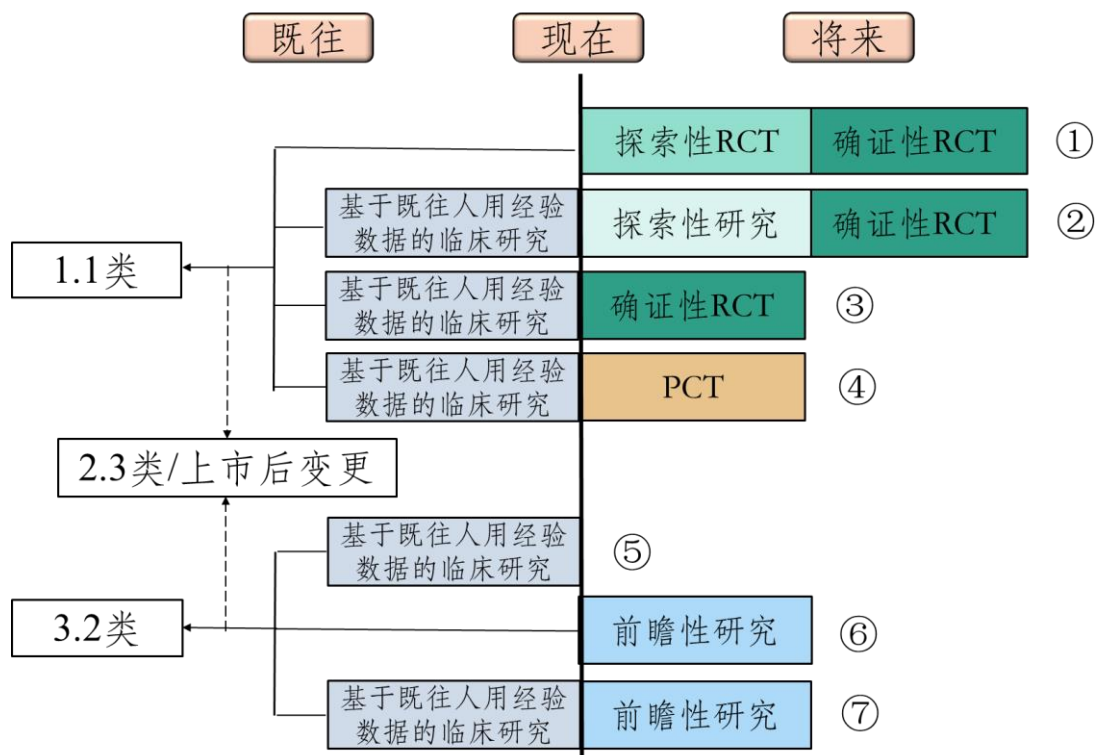 既往
现在
将来
探索性RCT
确证性RCT
①
基于既往人用经验
数据的临床研究
探索性研究
确证性RCT
②
1.1类
基于既往人用经验
数据的临床研究
确证性RCT
③
基于既往人用经验
数据的临床研究
PCT
④
2.3类/上市后变更
基于既往人用经验
数据的临床研究
⑤
3.2类
前瞻性研究
⑥
基于既往人用经验
数据的临床研究
前瞻性研究
⑦